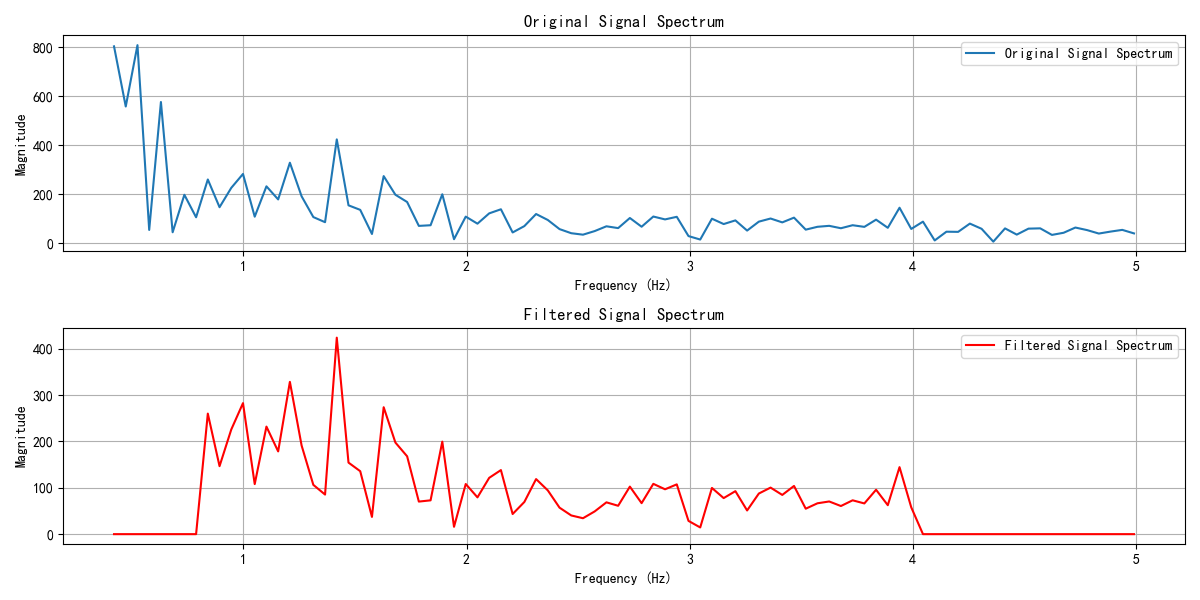 Original Signal Spectrum
Original Signal Spectrum
Magnitude
800
600
400
200
0
1 2 3 4 5
Frequency (Hz)
Filtered Signal Spectrum
Filtered Signal Spectrum
Magnitude
400
300
200
100
0
1 2 3 4 5
Frequency (Hz)